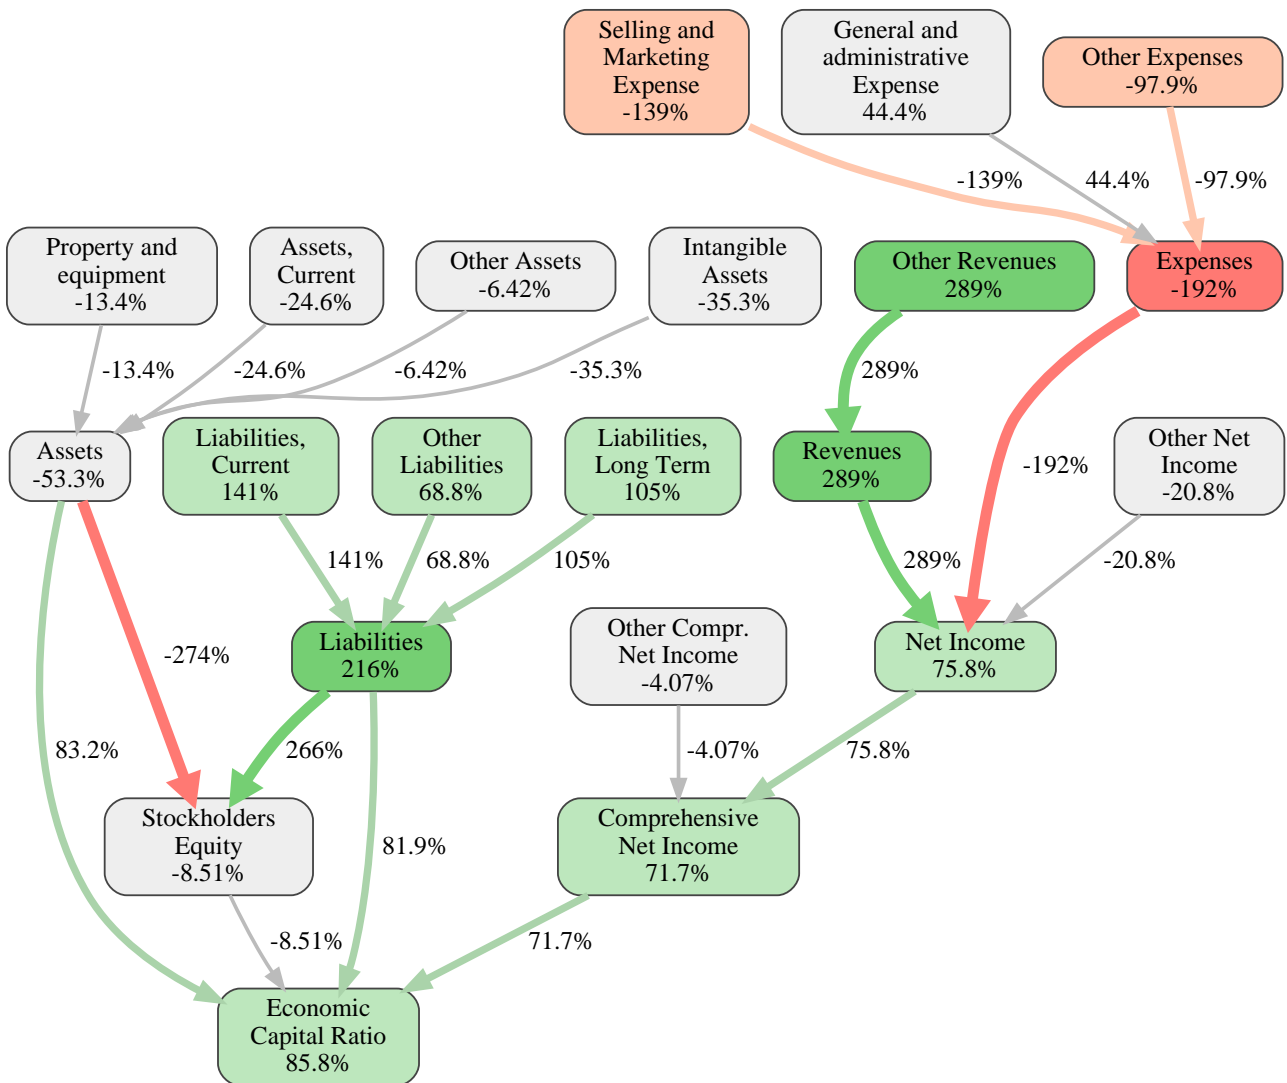 Selling and
Marketing
Expense
-139%
General and
administrative
Expense
44.4%
Other Expenses
-97.9%
-139%
44.4%
-97.9%
Property and
equipment
-13.4%
Assets,
Current
-24.6%
Other Assets
-6.42%
Intangible
Assets
-35.3%
Other Revenues
289%
Expenses
-192%
-13.4%
-24.6%
-6.42%
-35.3%
289%
-192%
Assets
-53.3%
Liabilities,
Current
141%
Other
Liabilities
68.8%
Liabilities,
Long Term
105%
Revenues
289%
Other Net
Income
-20.8%
141%
68.8%
105%
289%
-20.8%
-274%
Liabilities
216%
Other Compr.
Net Income
-4.07%
Net Income
75.8%
83.2%
266%
-4.07%
75.8%
Stockholders
Equity
-8.51%
81.9%
Comprehensive
Net Income
71.7%
-8.51%
71.7%
Economic
Capital Ratio
85.8%